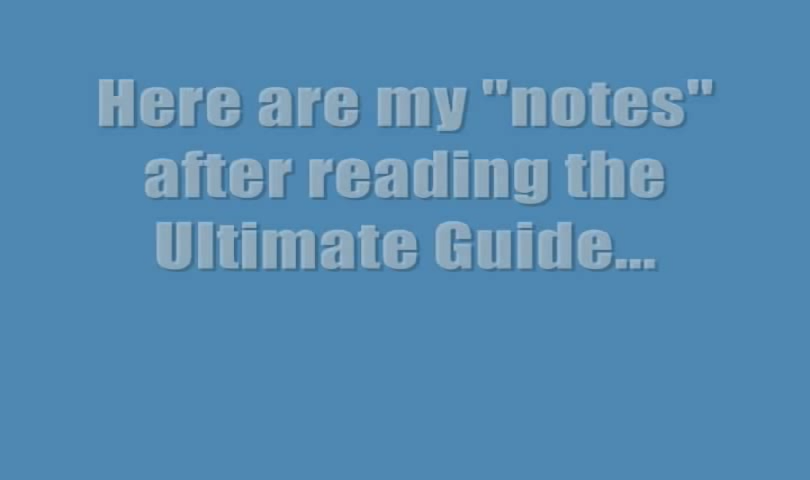 Here are my "notes"
after reading the
Ultimate Guide...